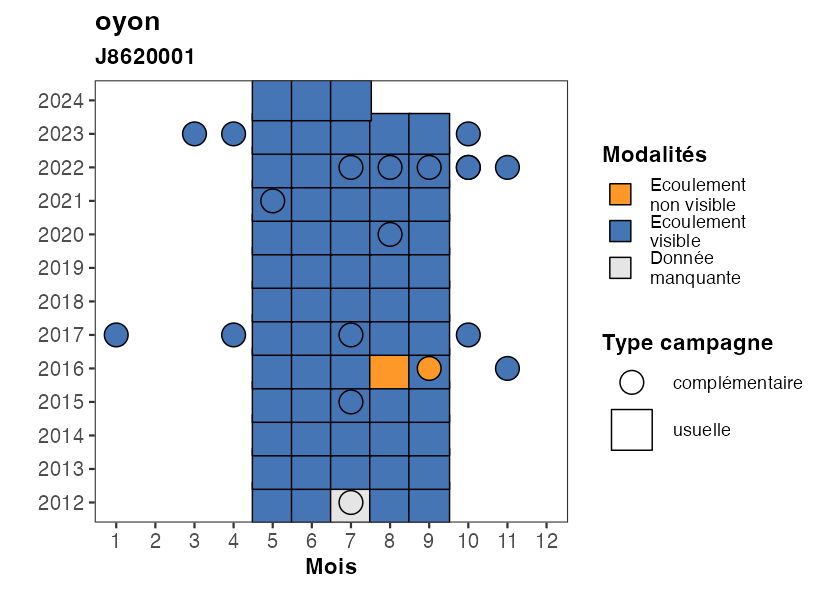 oyon
J8620001
2024
2023
2022
2021
2020
2019
2018
2017
2016
2015
2014
2013
2012
1 2 3 4 5 6 7 8 9 10 11 12
Mois
Modalités
Ecoulement
non visible
Ecoulement
visible
Donnée
manquante
Type campagne
complémentaire
usuelle